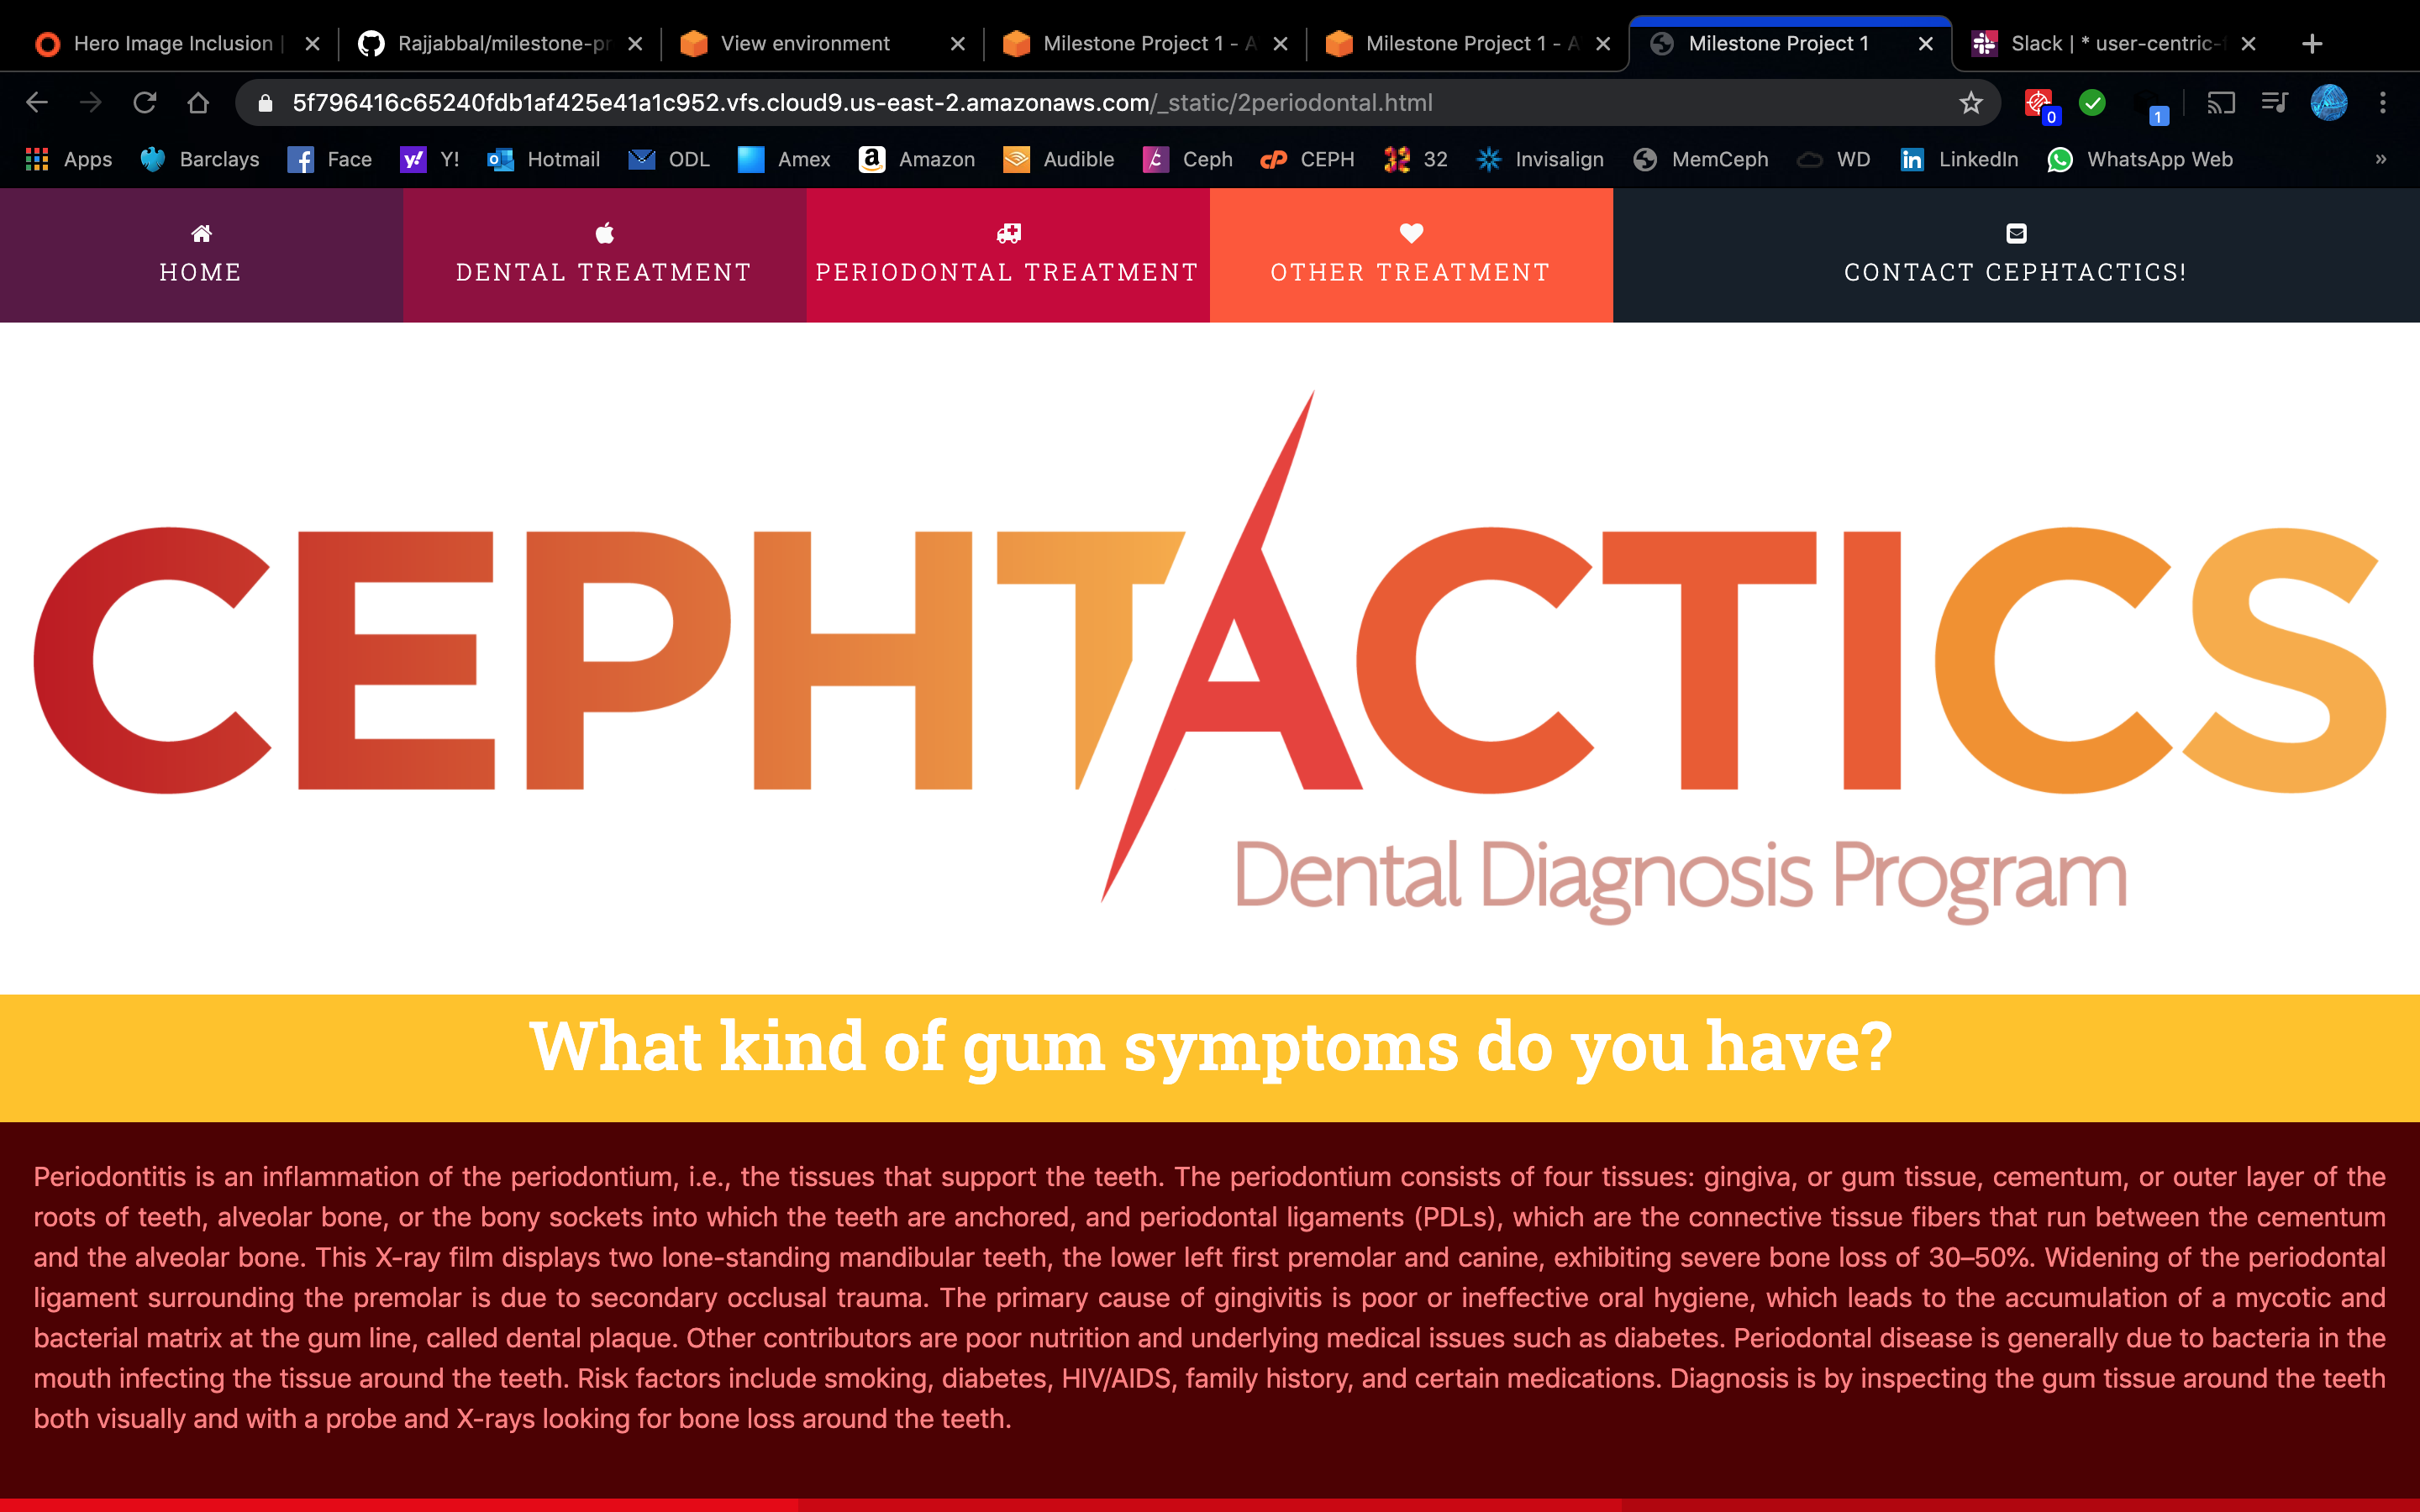 Hero Image Inclusion
Rajjabbal/milestone-pr
View environment
Milestone Project 1 - A
Milestone Project 1 - A
Milestone Project 1
Slack | * user-centric-f
5f796416c65240fdb1af425e41a1c952.vfs.cloud9.us-east-2.amazonaws.com/_static/2periodontal.html
0
1
Apps
Barclays
Face
Y!
Hotmail
ODL
Amex
Amazon
Audible
Ceph
CEPH
32
Invisalign
MemCeph
WD
LinkedIn
WhatsApp Web
»
HOME
DENTAL TREATMENT
PERIODONTAL TREATMENT
OTHER TREATMENT
CONTACT CEPHTACTICS!
CEPHTACTICS
Dental Diagnosis Program
What kind of gum symptoms do you have?
Periodontitis is an inflammation of the periodontium, i.e., the tissues that support the teeth. The periodontium consists of four tissues: gingiva, or gum tissue, cementum, or outer layer of the
roots of teeth, alveolar bone, or the bony sockets into which the teeth are anchored, and periodontal ligaments (PDLs), which are the connective tissue fibers that run between the cementum
and the alveolar bone. This X-ray film displays two lone-standing mandibular teeth, the lower left first premolar and canine, exhibiting severe bone loss of 30–50%. Widening of the periodontal
ligament surrounding the premolar is due to secondary occlusal trauma. The primary cause of gingivitis is poor or ineffective oral hygiene, which leads to the accumulation of a mycotic and
bacterial matrix at the gum line, called dental plaque. Other contributors are poor nutrition and underlying medical issues such as diabetes. Periodontal disease is generally due to bacteria in the
mouth infecting the tissue around the teeth. Risk factors include smoking, diabetes, HIV/AIDS, family history, and certain medications. Diagnosis is by inspecting the gum tissue around the teeth
both visually and with a probe and X-rays looking for bone loss around the teeth.